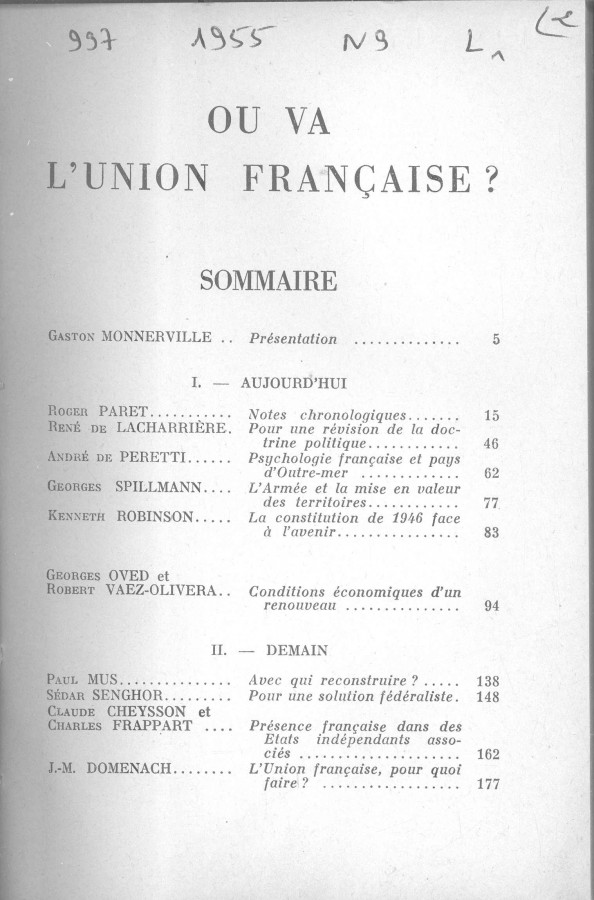 997 1955 N9 L
OU VA
L'UNION FRANÇAISE ?
SOMMAIRE
GASTON MONNERVILLE .. Présentation .............. 5
I. — AUJOURD'HUI
ROGER PARET........... Notes chronologiques....... 15
RENÉ DE LACHARRIÈRE. Pour une révision de la doc-
trine politique............ 46
ANDRÉ DE PERETTI...... Psychologie française et pays
d'Outre-mer ............. 62
GEORGES SPILLMANN.... L'Armée et la mise en valeur
des territoires............ 77
KENNETH ROBINSON..... La constitution de 1946 face
à l'avenir................ 83
GEORGES OVED et
ROBERT VAEZ-OLIVERA.. Conditions économiques d'un
renouveau ............... 94
II. — DEMAIN
PAUL MUS............... Avec qui reconstruire ? ..... 138
SÉDAR SENGHOR......... Pour une solution fédéraliste. 148
CLAUDE CHEYSSON et
CHARLES FRAPPART .... Présence française dans des
Etats indépendants asso-
ciés ..................... 162
J.-M. DOMENACH........ L'Union française, pour quoi
faire ? .................. 177